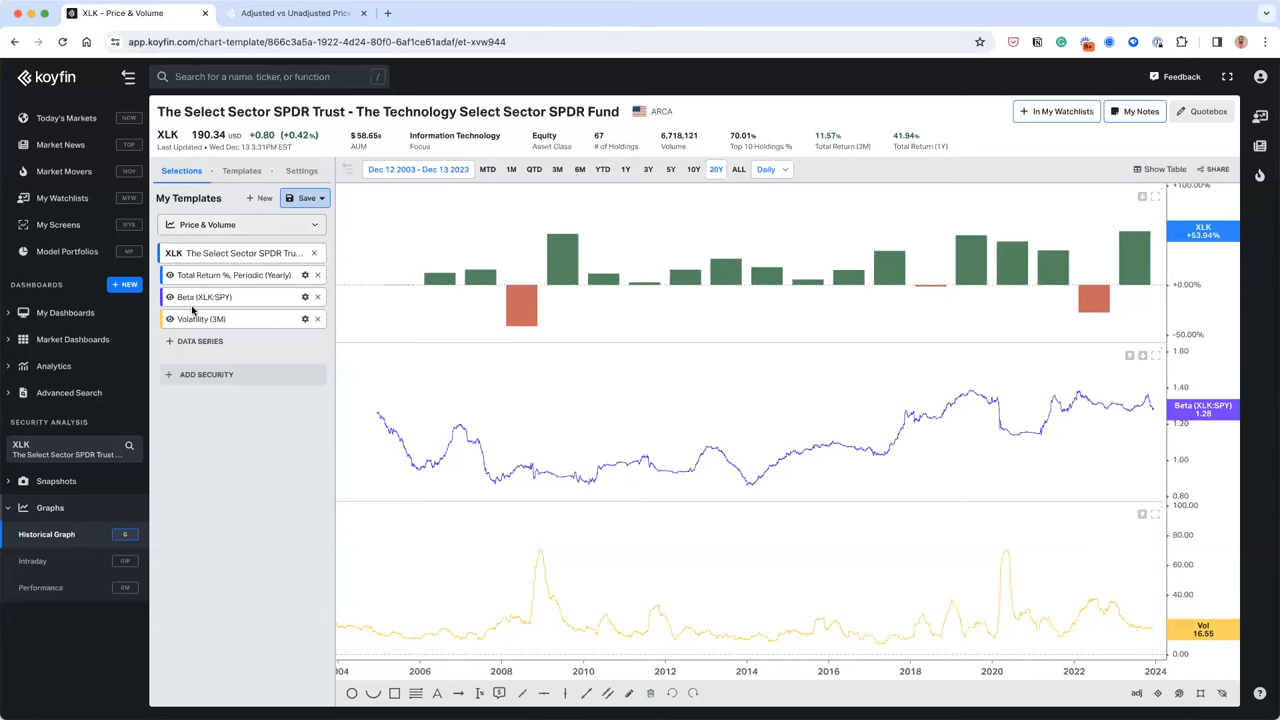 XLK - Price & Volume
Adjusted vs Unadjusted Price
app.koyfin.com/chart-template/866c3a5a-1922-4d24-80f0-6af1ce61adaf/et-xvw944
9+
koyfin
Search for a name, ticker, or function /
Feedback
Today's Markets NOW
Market News TOP
Market Movers MOV
My Watchlists MYW
My Screens MYS
Model Portfolios MP
DASHBOARDS + NEW
My Dashboards
Market Dashboards
Analytics
Advanced Search
SECURITY ANALYSIS
XLK
The Select Sector SPDR Trust ...
Snapshots
Graphs
Historical Graph G
Intraday GIP
Performance GM
The Select Sector SPDR Trust - The Technology Select Sector SPDR Fund ARCA
+ In My Watchlists
My Notes
Quotebox
XLK 190.34 USD +0.80 (+0.42%)
Last Updated • Wed Dec 13 3:31PM EST
$ 58.65B
AUM
Information Technology
Focus
Equity
Asset Class
67
# of Holdings
6,718,121
Volume
70.01%
Top 10 Holdings %
11.57%
Total Return (3M)
41.94%
Total Return (1Y)
Selections Templates Settings
My Templates + New Save
Price & Volume
XLK The Select Sector SPDR Tru...
Total Return %, Periodic (Yearly)
Beta (XLK:SPY)
Volatility (3M)
+ DATA SERIES
+ ADD SECURITY
Dec 12 2003 - Dec 13 2023 MTD 1M QTD 3M 6M YTD 1Y 3Y 5Y 10Y 20Y ALL Daily
Show Table SHARE
+100.00%
XLK
+53.94%
+0.00%
-50.00%
1.60
1.40
Beta (XLK:SPY)
1.28
1.20
1.00
0.80
100.00
80.00
60.00
40.00
Vol
16.55
0.00
004 2006 2008 2010 2012 2014 2016 2018 2020 2022 2024
adj